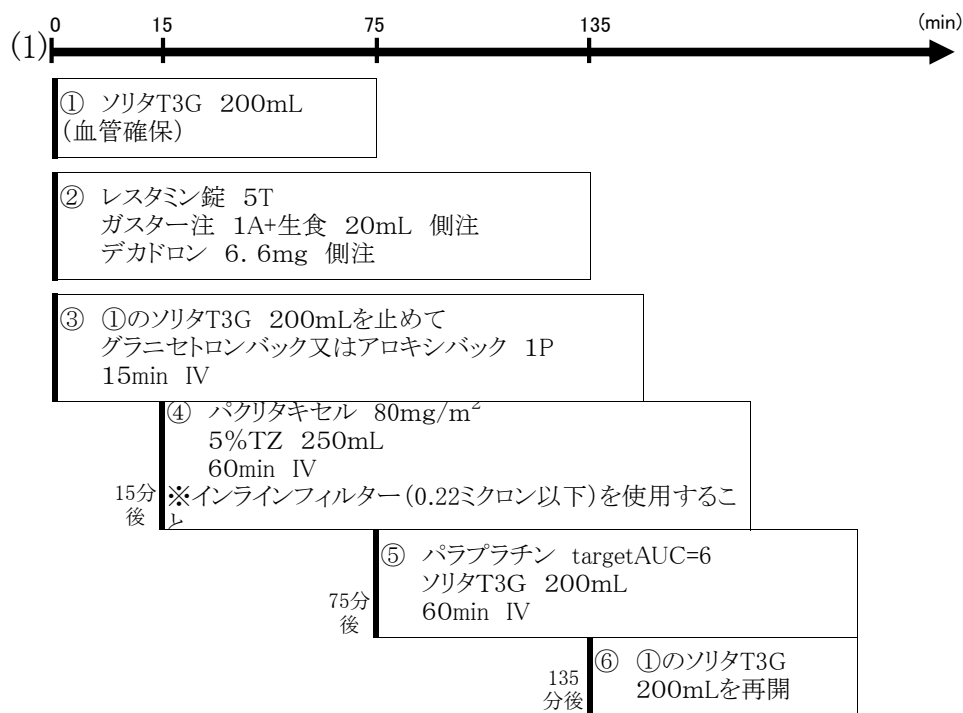 0 15 75 135 (min)
(1)
① ソリタT3G 200mL
(血管確保)
② レスタミン錠 5T
ガスター注 1A+生食 20mL 側注
デカドロン 6.6mg 側注
③ ①のソリタT3G 200mLを止めて
グラニセトロンバック又はアロキシバック 1P
15min IV
④ パクリタキセル 80mg/m²
5%TZ 250mL
60min IV
15分
後
※インラインフィルター(0.22ミクロン以下)を使用するこ
と
⑤ パラプラチン targetAUC=6
ソリタT3G 200mL
60min IV
75分
後
⑥ ①のソリタT3G
200mLを再開
135
分後